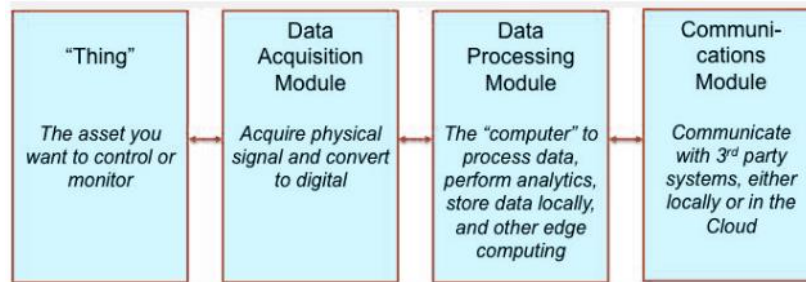 “Thing”
The asset you
want to control or
monitor
Data
Acquisition
Module
Acquire physical
signal and convert
to digital
Data
Processing
Module
The “computer” to
process data,
perform analytics,
store data locally,
and other edge
computing
Communi-
cations
Module
Communicate
with 3rd party
systems, either
locally or in the
Cloud